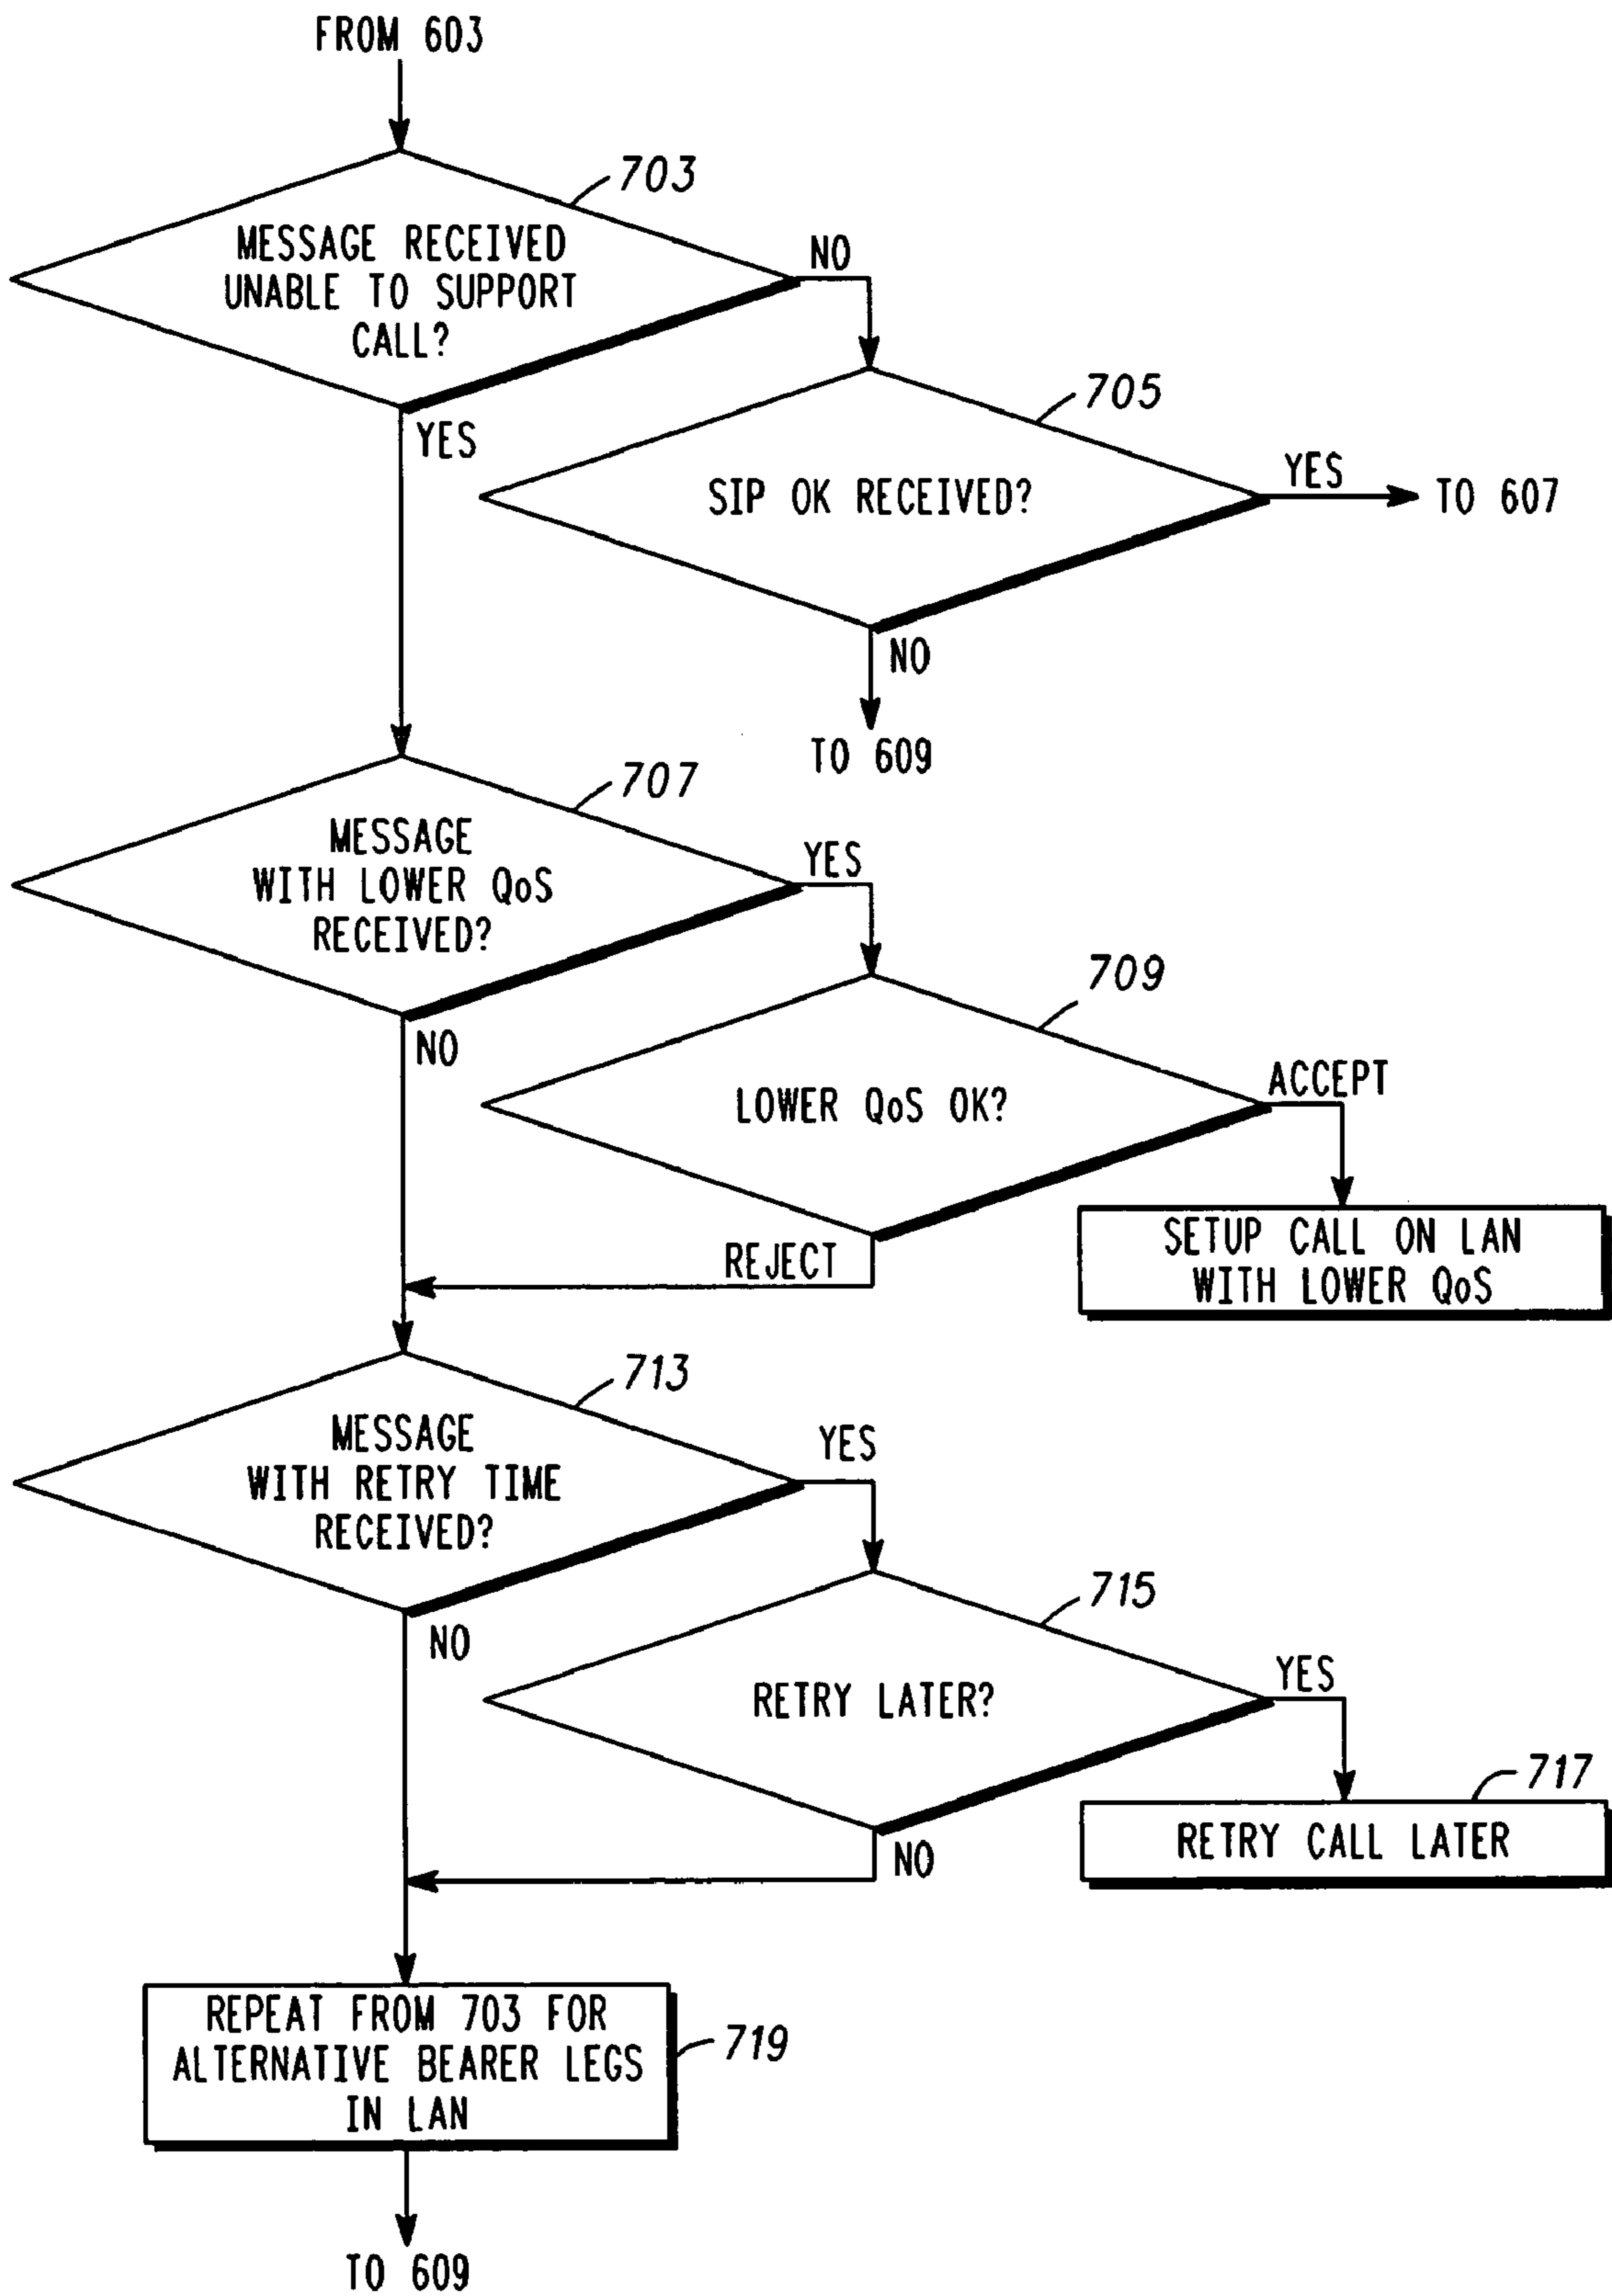 FROM 603
703
MESSAGE RECEIVED
UNABLE TO SUPPORT
CALL?
NO
YES
705
SIP OK RECEIVED?
YES
TO 607
NO
TO 609
707
MESSAGE
WITH LOWER QoS
RECEIVED?
YES
NO
709
LOWER QoS OK?
ACCEPT
REJECT
SETUP CALL ON LAN
WITH LOWER QoS
713
MESSAGE
WITH RETRY TIME
RECEIVED?
YES
NO
715
RETRY LATER?
YES
NO
717
RETRY CALL LATER
REPEAT FROM 703 FOR
ALTERNATIVE BEARER LEGS
IN LAN
719
TO 609